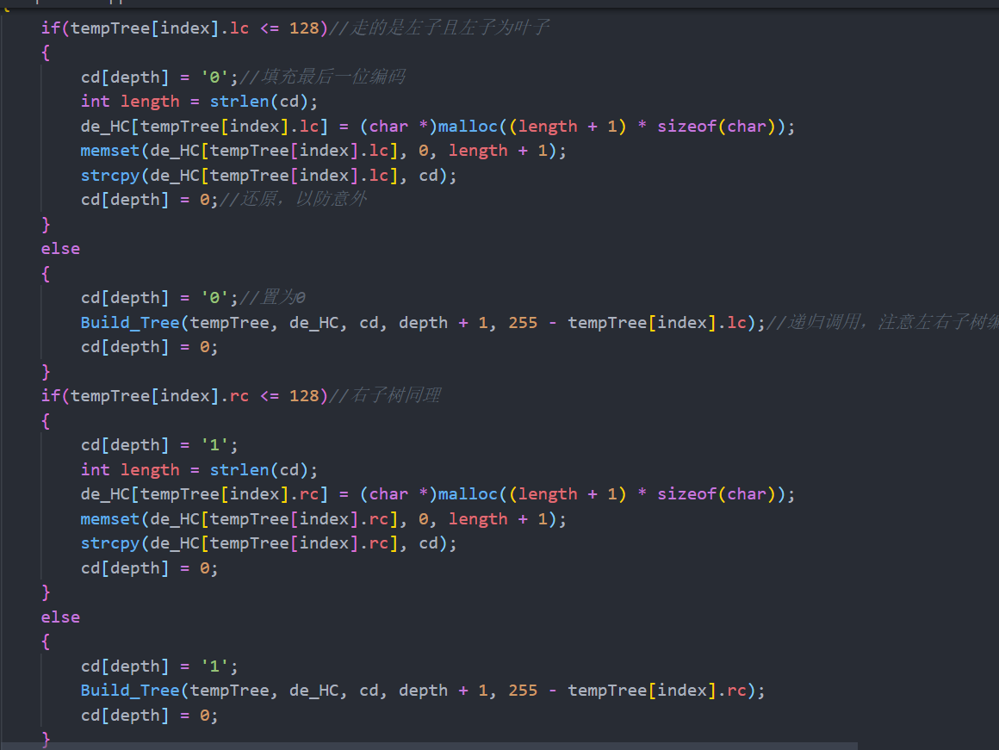 if(tempTree[index].lc <= 128)//走的是左子且左子为叶子
{
cd[depth] = '0';//填充最后一位编码
int length = strlen(cd);
de_HC[tempTree[index].lc] = (char *)malloc((length + 1) * sizeof(char));
memset(de_HC[tempTree[index].lc], 0, length + 1);
strcpy(de_HC[tempTree[index].lc], cd);
cd[depth] = 0;//还原，以防意外
}
else
{
cd[depth] = '0';//置为0
Build_Tree(tempTree, de_HC, cd, depth + 1, 255 - tempTree[index].lc);//递归调用，注意左右子树编
cd[depth] = 0;
}
if(tempTree[index].rc <= 128)//右子树同理
{
cd[depth] = '1';
int length = strlen(cd);
de_HC[tempTree[index].rc] = (char *)malloc((length + 1) * sizeof(char));
memset(de_HC[tempTree[index].rc], 0, length + 1);
strcpy(de_HC[tempTree[index].rc], cd);
cd[depth] = 0;
}
else
{
cd[depth] = '1';
Build_Tree(tempTree, de_HC, cd, depth + 1, 255 - tempTree[index].rc);
cd[depth] = 0;
}